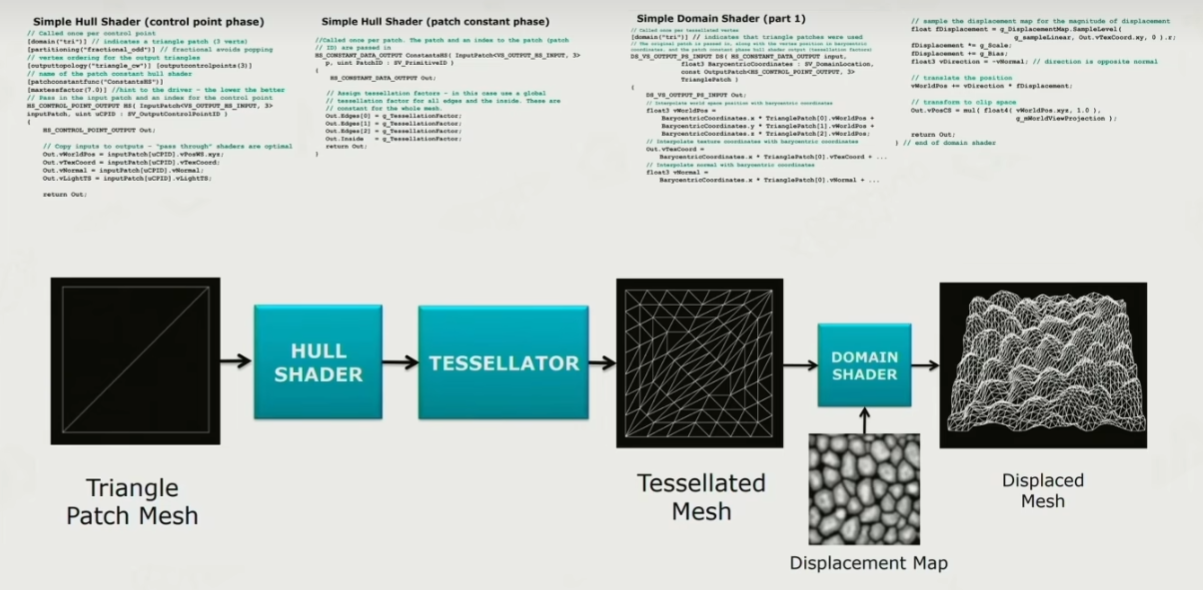 Simple Hull Shader (control point phase)
// Called once per control point
[domain("tri")] // indicates a triangle patch (3 verts)
[partitioning("fractional_odd")] // fractional avoids popping
// vertex ordering for the output triangles
[outputtopology("triangle_cw")] [outputcontrolpoints(3)]
// name of the patch constant hull shader
[patchconstantfunc("ConstantsHS")]
[maxtessfactor(7.0)] //hint to the driver – the lower the better
// Pass in the input patch and an index for the control point
HS_CONTROL_POINT_OUTPUT HS( InputPatch<VS_OUTPUT_HS_INPUT, 3>
inputPatch, uint uCPID : SV_OutputControlPointID )
{
HS_CONTROL_POINT_OUTPUT Out;
// Copy inputs to outputs – "pass through" shaders are optimal
Out.vWorldPos = inputPatch[uCPID].vPosWS.xyz;
Out.vTexCoord = inputPatch[uCPID].vTexCoord;
Out.vNormal = inputPatch[uCPID].vNormal;
Out.vLightTS = inputPatch[uCPID].vLightTS;
return Out;
Simple Hull Shader (patch constant phase)
//Called once per patch. The patch and an index to the patch (patch
// ID) are passed in
HS_CONSTANT_DATA_OUTPUT ConstantsHS( InputPatch<VS_OUTPUT_HS_INPUT, 3>
p, uint PatchID : SV_PrimitiveID )
{
HS_CONSTANT_DATA_OUTPUT Out;
// Assign tessellation factors – in this case use a global
// tessellation factor for all edges and the inside. These are
// constant for the whole mesh.
Out.Edges[0] = g_TessellationFactor;
Out.Edges[1] = g_TessellationFactor;
Out.Edges[2] = g_TessellationFactor;
Out.Inside = g_TessellationFactor;
return Out;
}
Simple Domain Shader (part 1)
// Called once per tessellated vertex
[domain("tri")] // indicates that triangle patches were used
// The original patch is passed in, along with the vertex position in barycentric
coordinates, and the patch constant phase hull shader output (tessellation factors)
DS_VS_OUTPUT_PS_INPUT DS( HS_CONSTANT_DATA_OUTPUT input,
float3 BarycentricCoordinates : SV_DomainLocation,
const OutputPatch<HS_CONTROL_POINT_OUTPUT, 3>
TrianglePatch )
{
DS_VS_OUTPUT_PS_INPUT Out;
// Interpolate world space position with barycentric coordinates
float3 vWorldPos =
BarycentricCoordinates.x * TrianglePatch[0].vWorldPos +
BarycentricCoordinates.y * TrianglePatch[1].vWorldPos +
BarycentricCoordinates.z * TrianglePatch[2].vWorldPos;
// Interpolate texture coordinates with barycentric coordinates
Out.vTexCoord =
BarycentricCoordinates.x * TrianglePatch[0].vTexCoord + ...
// Interpolate normal with barycentric coordinates
float3 vNormal =
BarycentricCoordinates.x * TrianglePatch[0].vNormal + ...
// sample the displacement map for the magnitude of displacement
float fDisplacement = g_DisplacementMap.SampleLevel(
g_sampleLinear, Out.vTexCoord.xy, 0 ).r;
fDisplacement *= g_Scale;
fDisplacement += g_Bias;
float3 vDirection = -vNormal; // direction is opposite normal
// translate the position
vWorldPos += vDirection * fDisplacement;
// transform to clip space
Out.vPosCS = mul( float4( vWorldPos.xyz, 1.0 ),
g_mWorldViewProjection );
return Out;
} // end of domain shader
HULL
SHADER
TESSELLATOR
DOMAIN
SHADER
Triangle
Patch Mesh
Tessellated
Mesh
Displaced
Mesh
Displacement Map